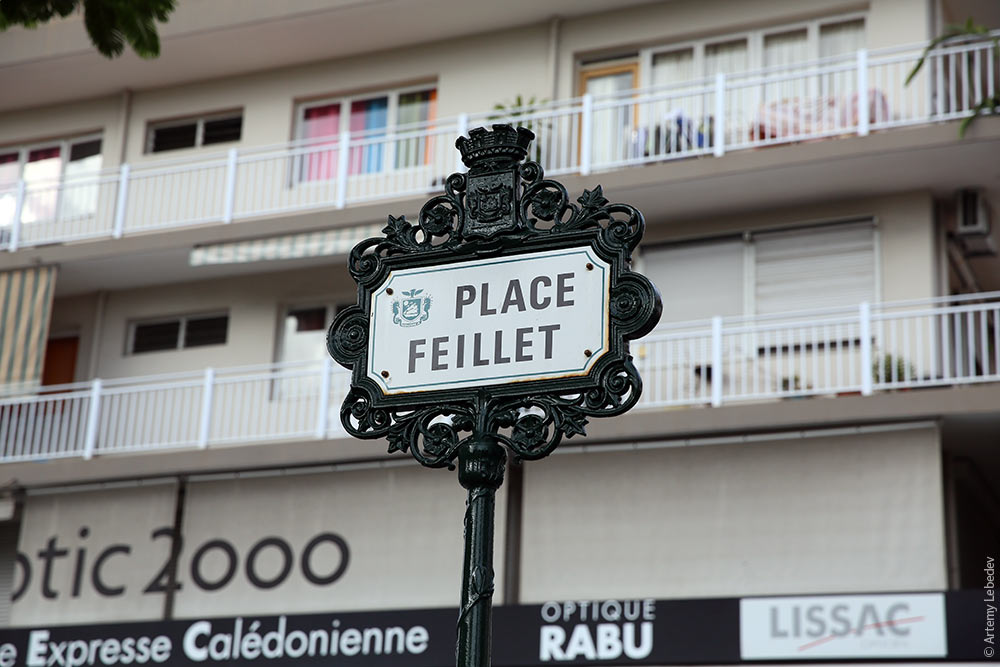 PLACE
FEILLET
otic 2000
e Expresse Calédonienne
OPTIQUE
RABU
LISSAC
© Artemy Lebedev